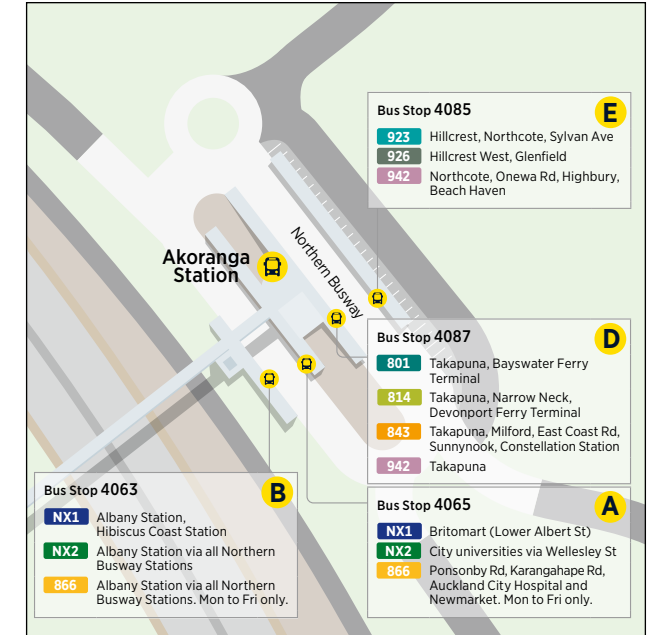 Bus Stop 4085
E
923 Hillcrest, Northcote, Sylvan Ave
926 Hillcrest West, Glenfield
942 Northcote, Onewa Rd, Highbury,
Beach Haven
Northern Busway
Akoranga
Station
Bus Stop 4087
D
801 Takapuna, Bayswater Ferry
Terminal
814 Takapuna, Narrow Neck,
Devonport Ferry Terminal
843 Takapuna, Milford, East Coast Rd,
Sunnynook, Constellation Station
942 Takapuna
Bus Stop 4063
B
NX1 Albany Station,
Hibiscus Coast Station
NX2 Albany Station via all Northern
Busway Stations
866 Albany Station via all Northern
Busway Stations. Mon to Fri only.
Bus Stop 4065
A
NX1 Britomart (Lower Albert St)
NX2 City universities via Wellesley St
866 Ponsonby Rd, Karangahape Rd,
Auckland City Hospital and
Newmarket. Mon to Fri only.